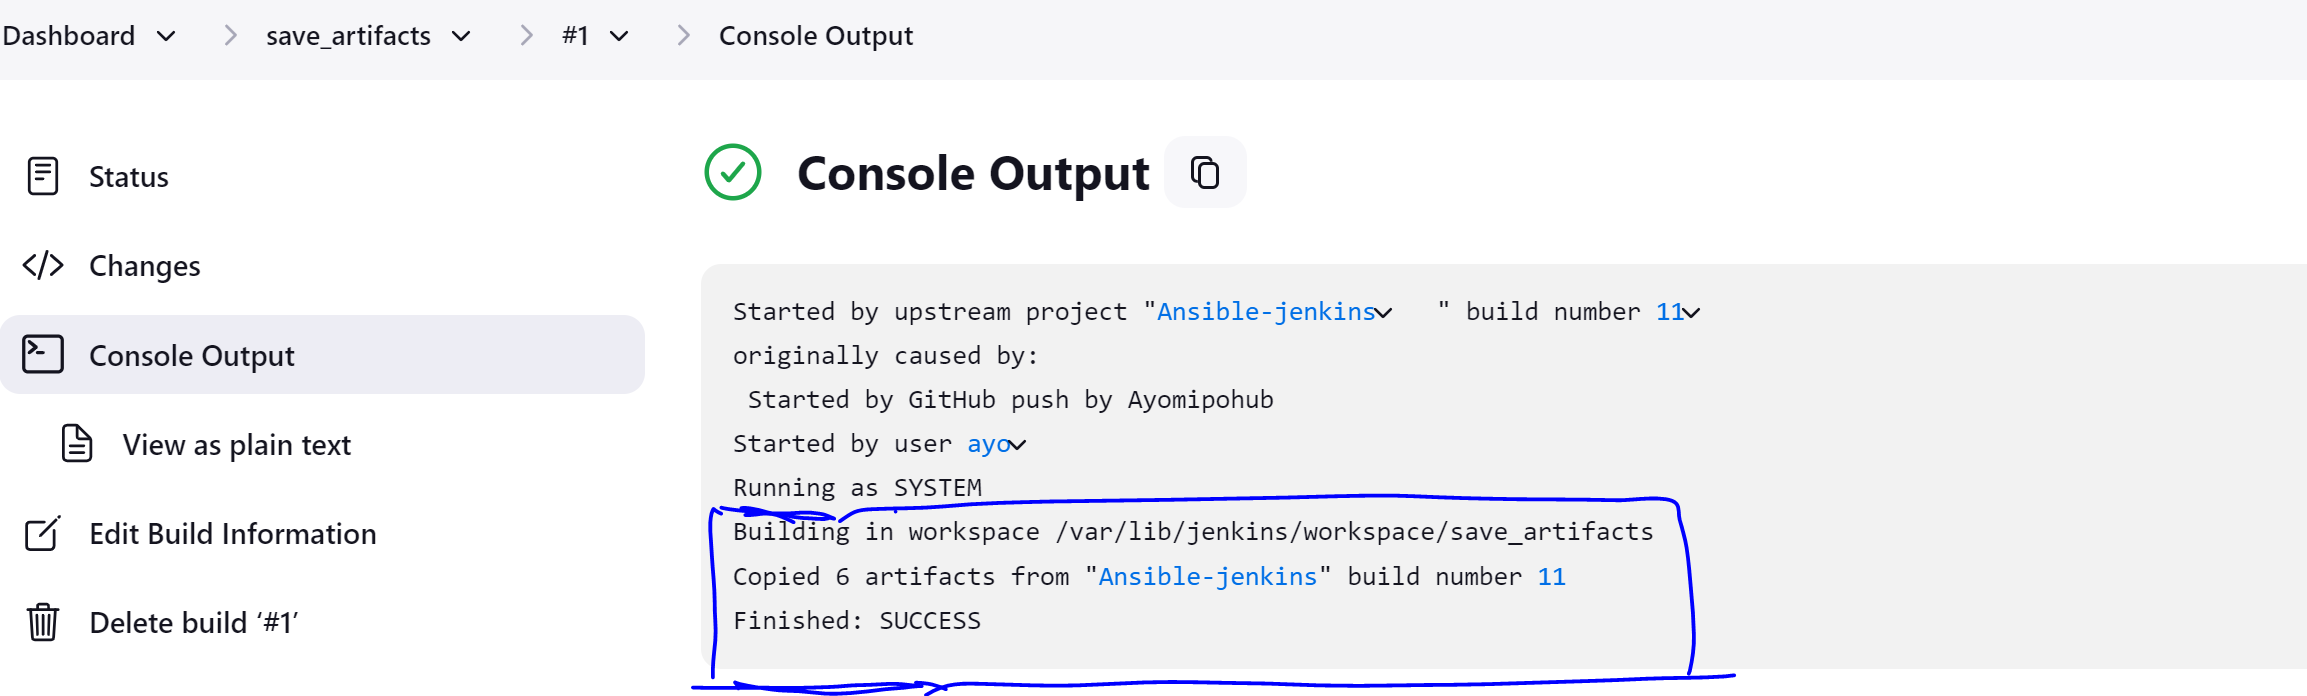 Dashboard save_artifacts #1 Console Output
Status
Changes
Console Output
View as plain text
Edit Build Information
Delete build ‘#1’
Console Output
Started by upstream project "Ansible-jenkins" build number 11
originally caused by:
Started by GitHub push by Ayomipohub
Started by user ayo
Running as SYSTEM
Building in workspace /var/lib/jenkins/workspace/save_artifacts
Copied 6 artifacts from "Ansible-jenkins" build number 11
Finished: SUCCESS